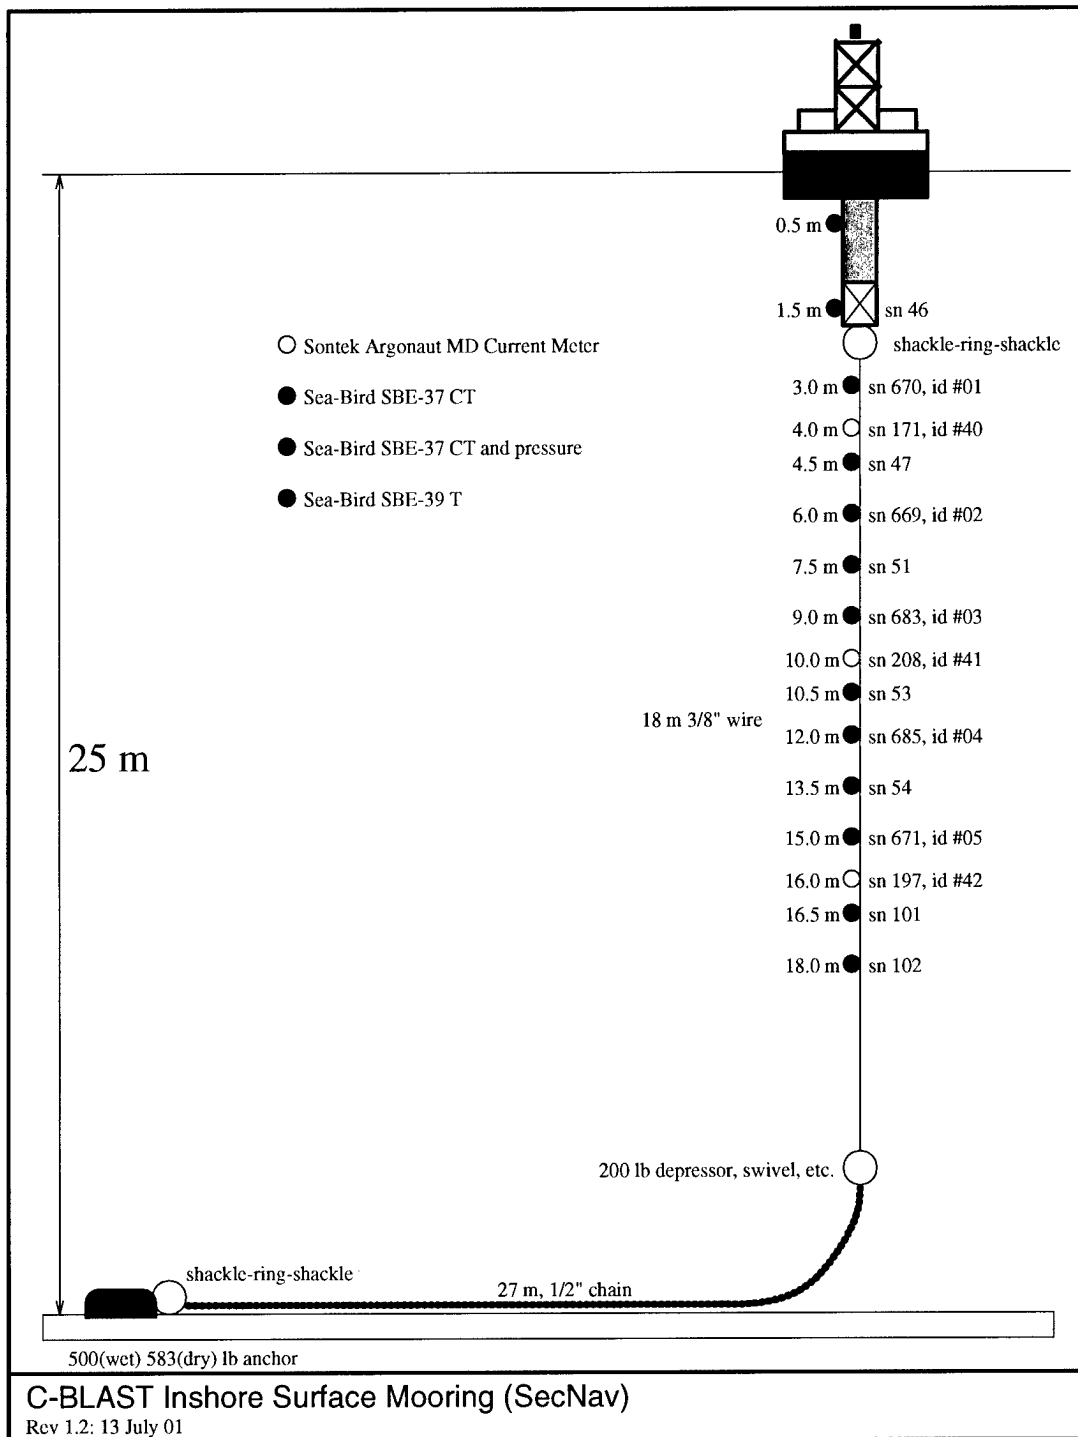 0.5 m
1.5 m sn 46
shackle-ring-shackle
Sontek Argonaut MD Current Meter
Sea-Bird SBE-37 CT
Sea-Bird SBE-37 CT and pressure
Sea-Bird SBE-39 T
3.0 m sn 670, id #01
4.0 m sn 171, id #40
4.5 m sn 47
6.0 m sn 669, id #02
7.5 m sn 51
9.0 m sn 683, id #03
10.0 m sn 208, id #41
10.5 m sn 53
18 m 3/8" wire
12.0 m sn 685, id #04
25 m
13.5 m sn 54
15.0 m sn 671, id #05
16.0 m sn 197, id #42
16.5 m sn 101
18.0 m sn 102
200 lb depressor, swivel, etc.
shackle-ring-shackle
27 m, 1/2" chain
500(wet) 583(dry) lb anchor
C-BLAST Inshore Surface Mooring (SecNav)
Rev 1.2: 13 July 01